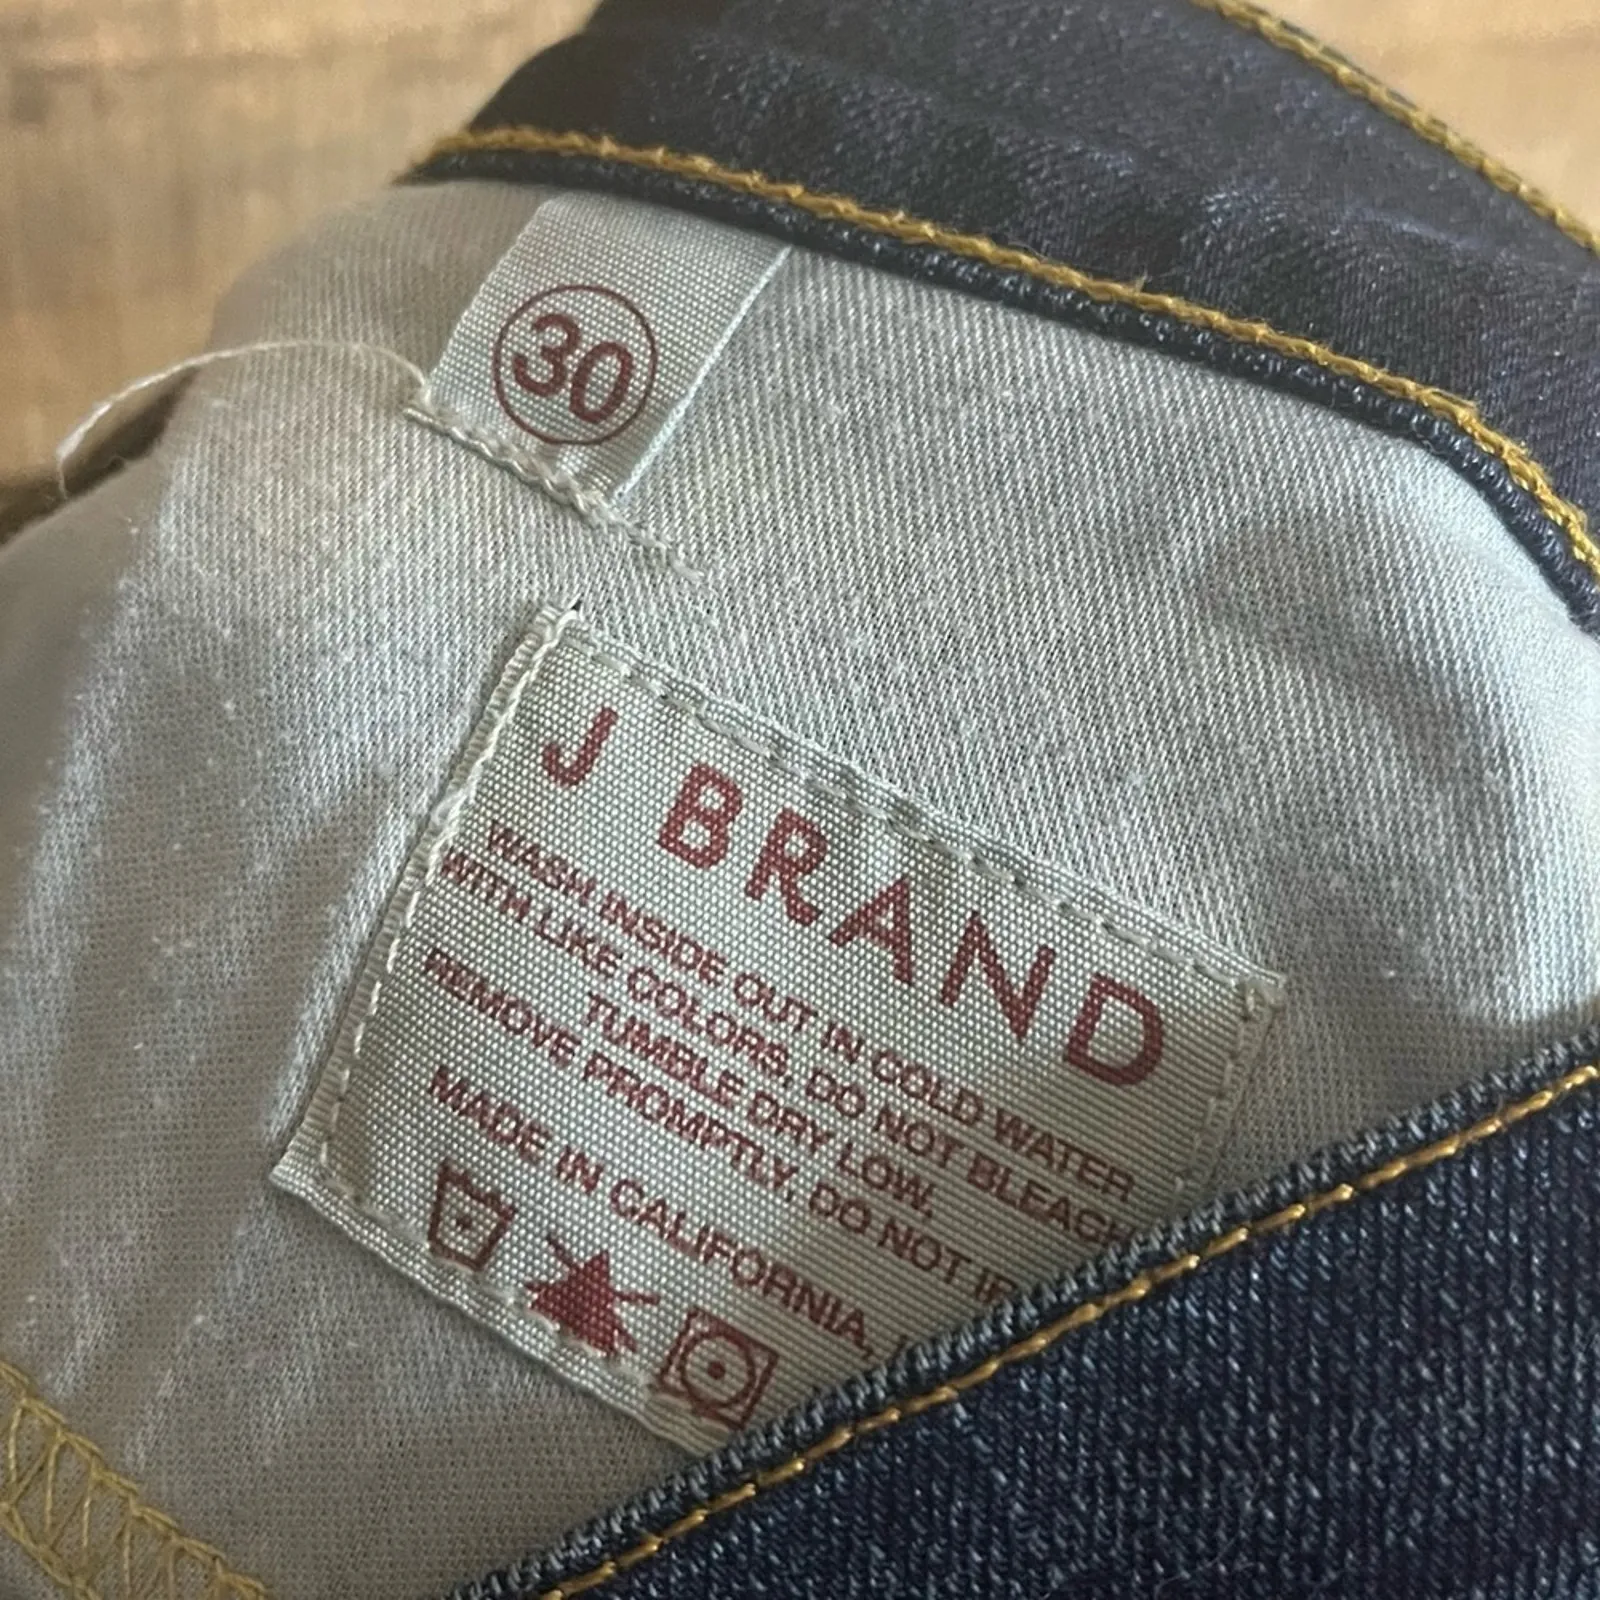 30
J BRAND
WASH INSIDE OUT IN COLD WATER
WITH LIKE COLORS, DO NOT BLEACH
TUMBLE DRY LOW,
REMOVE PROMPTLY, DO NOT
MADE IN CALIFORNIA,